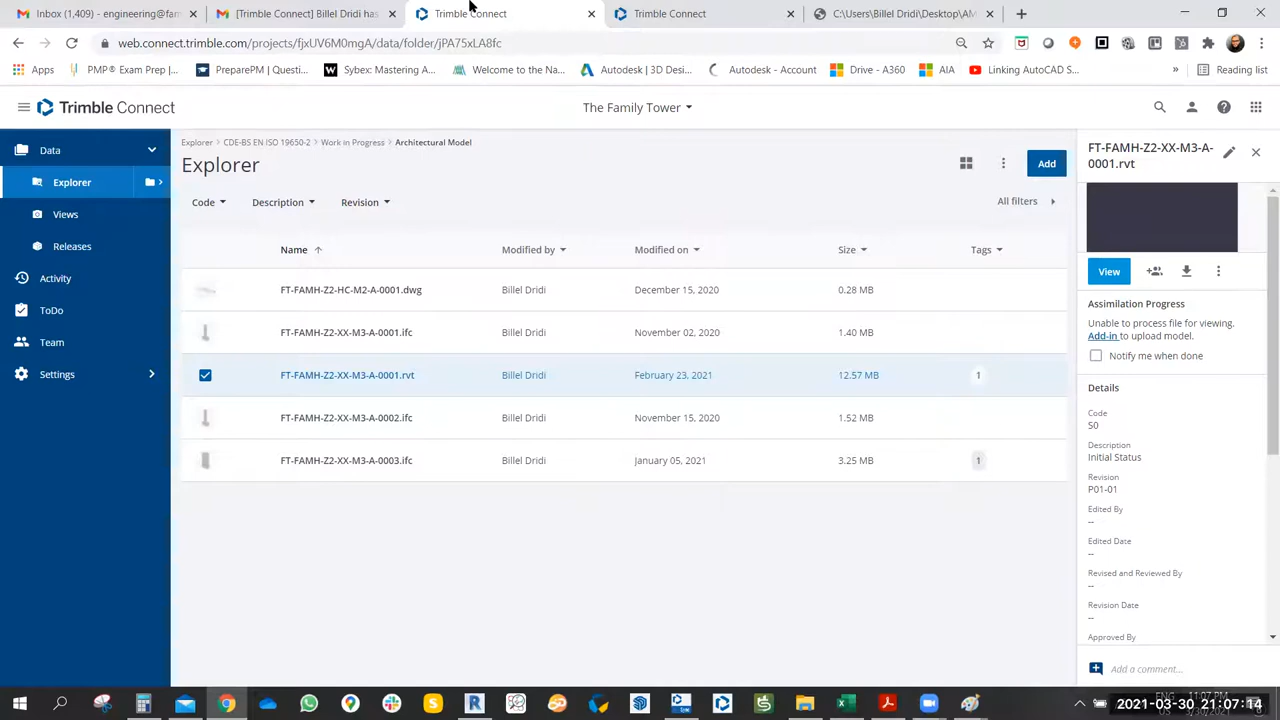 Inbox (1,409) - engineering@fam
[Trimble Connect] Billel Dridi has
Trimble Connect
Trimble Connect
C:\Users\Billel Dridi\Desktop\AM
web.connect.trimble.com/projects/fjxUV6M0mgA/data/folder/jPA75xLA8fc
Apps
PMP® Exam Prep |...
PreparePM | Questi...
Sybex: Mastering A...
Welcome to the Na...
Autodesk | 3D Desi...
Autodesk - Account
Drive - A360
AIA
Linking AutoCAD S...
»
Reading list
Trimble Connect
The Family Tower
Data
Explorer
Views
Releases
Activity
ToDo
Team
Settings
Explorer > CDE-BS EN ISO 19650-2 > Work in Progress > Architectural Model
Explorer
Add
Code
Description
Revision
All filters
Name
Modified by
Modified on
Size
Tags
FT-FAMH-Z2-HC-M2-A-0001.dwg Billel Dridi December 15, 2020 0.28 MB
FT-FAMH-Z2-XX-M3-A-0001.ifc Billel Dridi November 02, 2020 1.40 MB
FT-FAMH-Z2-XX-M3-A-0001.rvt Billel Dridi February 23, 2021 12.57 MB 1
FT-FAMH-Z2-XX-M3-A-0002.ifc Billel Dridi November 15, 2020 1.52 MB
FT-FAMH-Z2-XX-M3-A-0003.ifc Billel Dridi January 05, 2021 3.25 MB 1
FT-FAMH-Z2-XX-M3-A-
0001.rvt
View
Assimilation Progress
Unable to process file for viewing.
Add-in to upload model.
Notify me when done
Details
Code
S0
Description
Initial Status
Revision
P01-01
Edited By
--
Edited Date
--
Revised and Reviewed By
--
Revision Date
--
Approved By
Add a comment...
ENG
11:07 PM
3/30/2021
2021-03-30 21:07:14